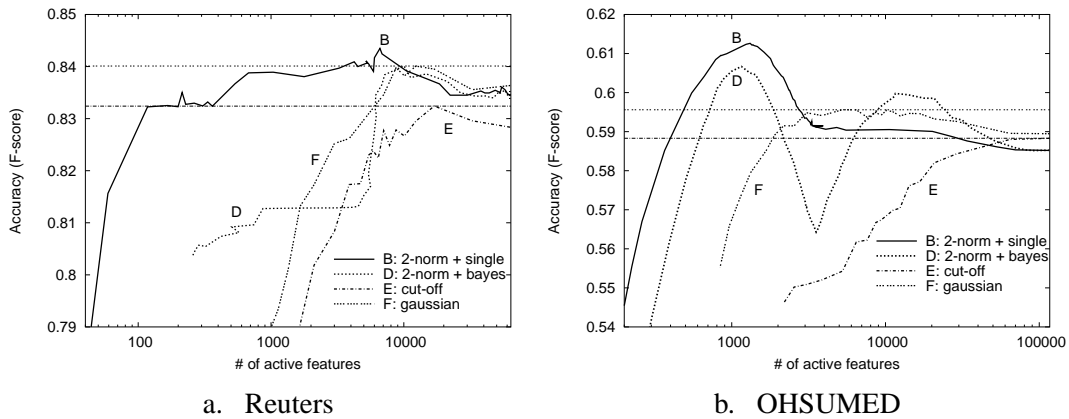 0.85
0.84
0.83
0.82
0.81
0.8
0.79
Accuracy (F-score)
100
1000
10000
# of active features
B
F
D
E
B: 2-norm + single
D: 2-norm + bayes
E: cut-off
F: gaussian
a. Reuters
0.62
0.61
0.6
0.59
0.58
0.57
0.56
0.55
0.54
Accuracy (F-score)
1000
10000
100000
# of active features
B
D
F
E
B: 2-norm + single
D: 2-norm + bayes
E: cut-off
F: gaussian
b. OHSUMED